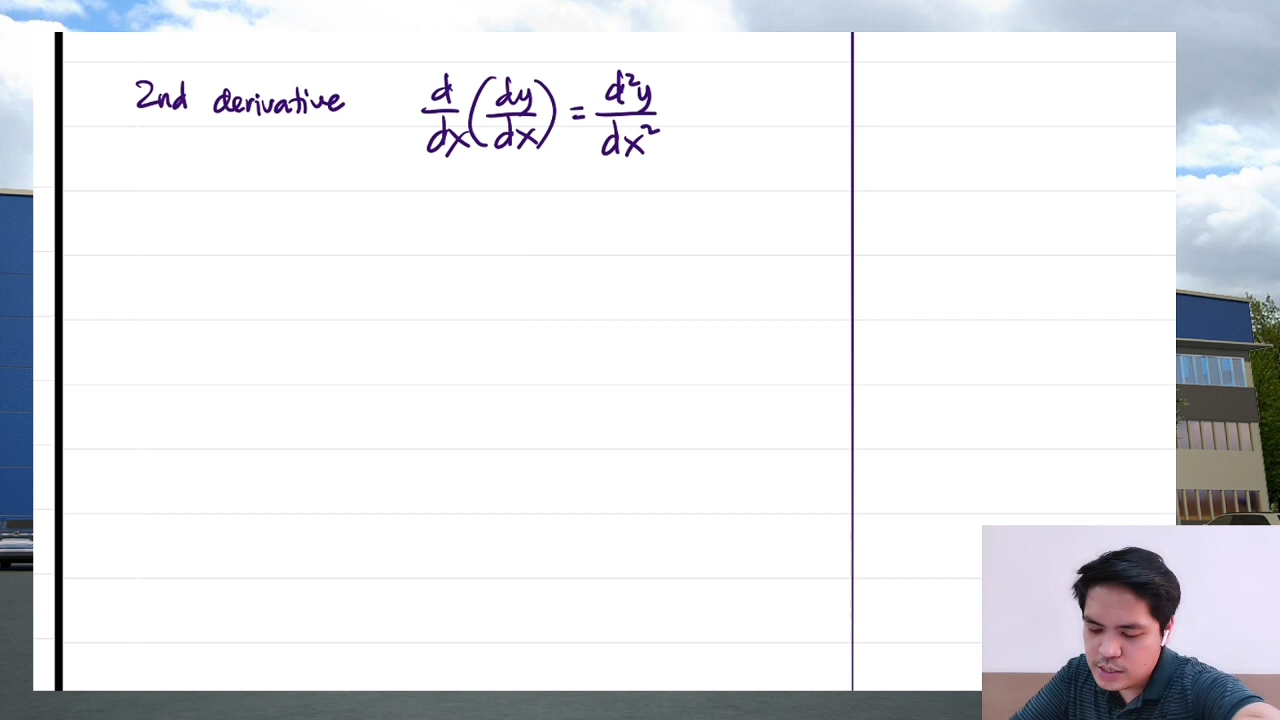 2nd derivative d/dx(dy/dx) = d²y/dx²